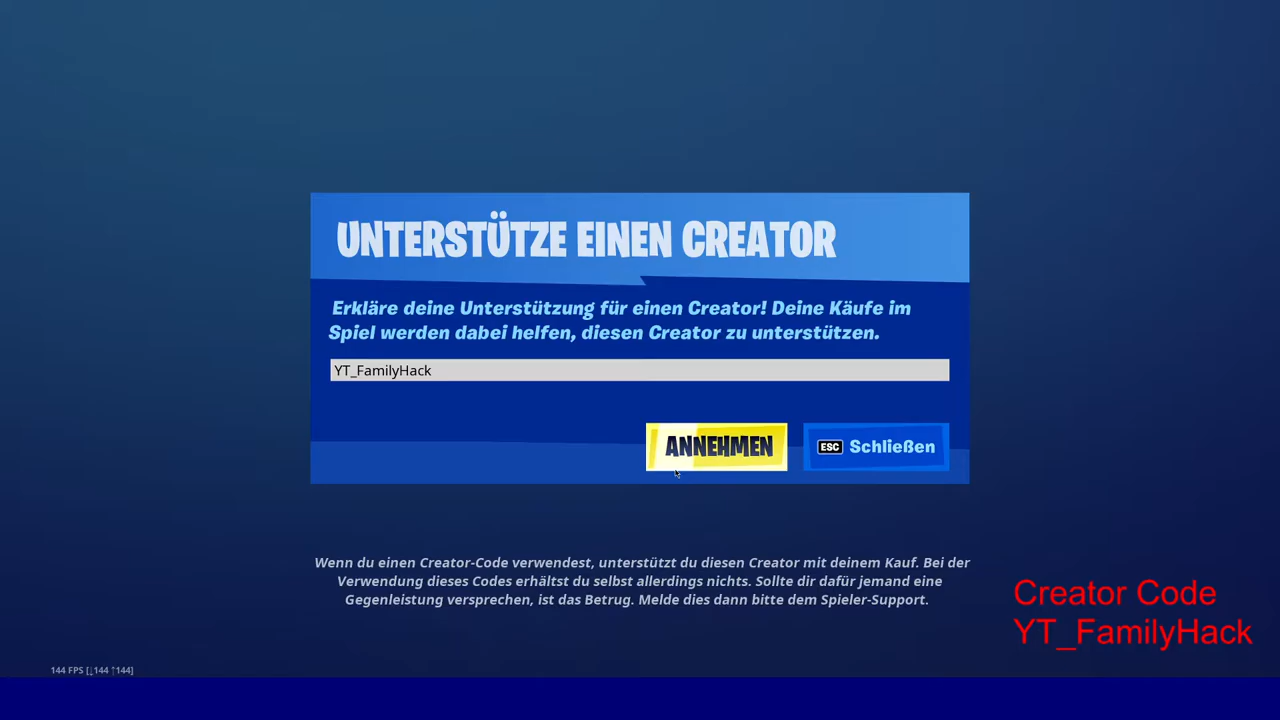 UNTERSTÜTZE EINEN CREATOR
Erkläre deine Unterstützung für einen Creator! Deine Käufe im
Spiel werden dabei helfen, diesen Creator zu unterstützen.
YT_FamilyHack
ANNEHMEN
ESC Schließen
Wenn du einen Creator-Code verwendest, unterstützt du diesen Creator mit deinem Kauf. Bei der
Verwendung dieses Codes erhältst du selbst allerdings nichts. Sollte dir dafür jemand eine
Gegenleistung versprechen, ist das Betrug. Melde dies dann bitte dem Spieler-Support.
Creator Code
YT_FamilyHack
144 FPS [↓144 ↑144]